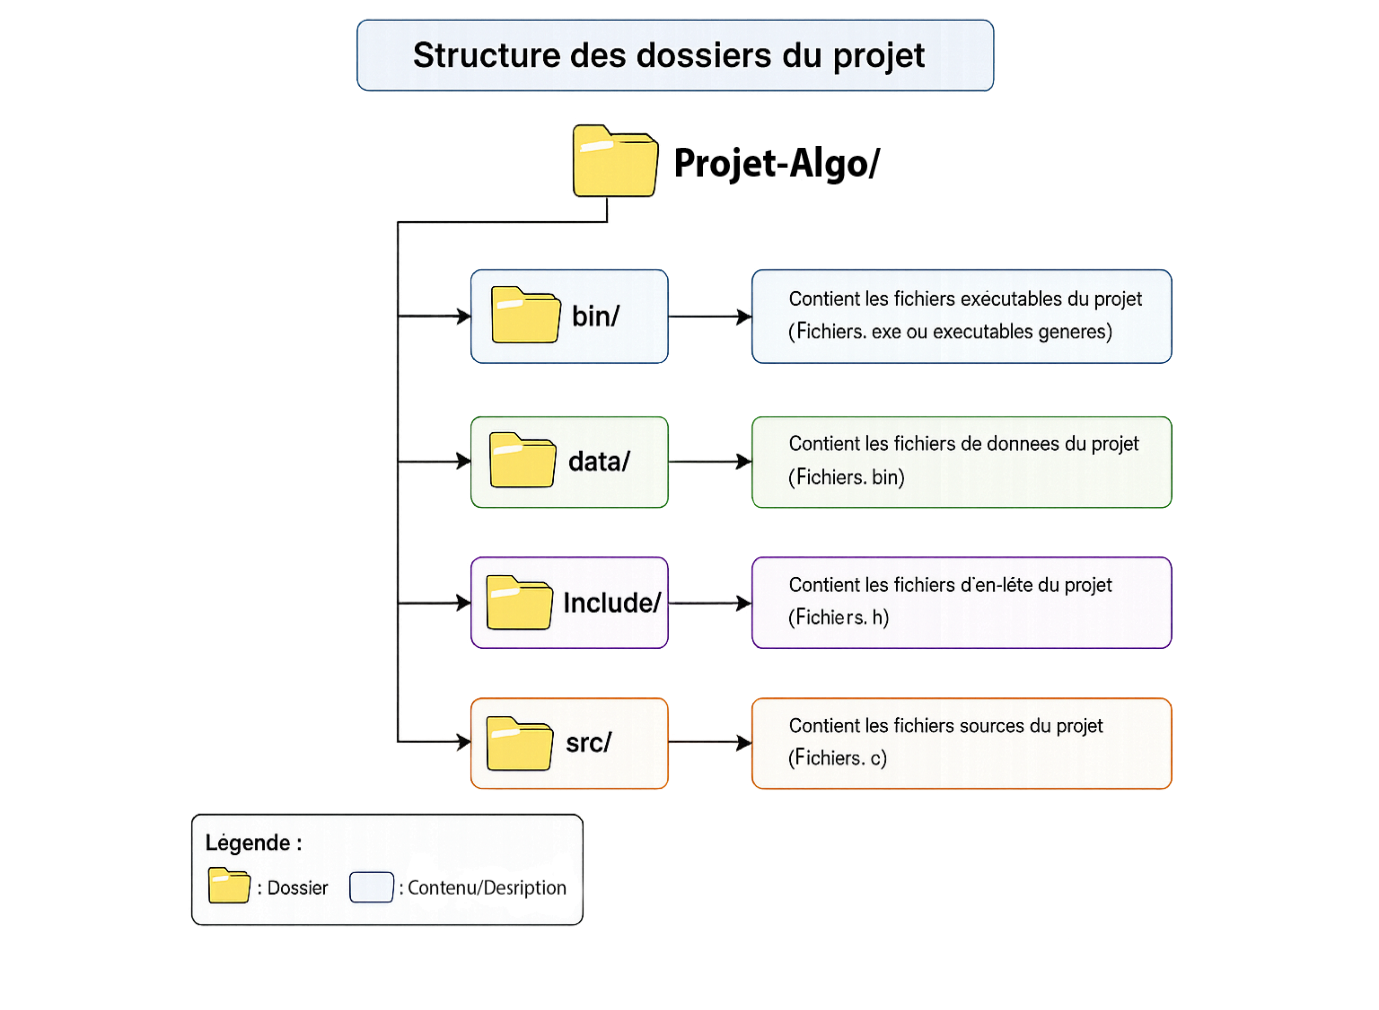 Structure des dossiers du projet
Projet-Algo/
bin/
Contient les fichiers exécutables du projet
(Fichiers. exe ou executables generes)
data/
Contient les fichiers de donnees du projet
(Fichiers. bin)
Include/
Contient les fichiers d'en-léte du projet
(Fichiers. h)
src/
Contient les fichiers sources du projet
(Fichiers. c)
Légende :
: Dossier : Contenu/Desription